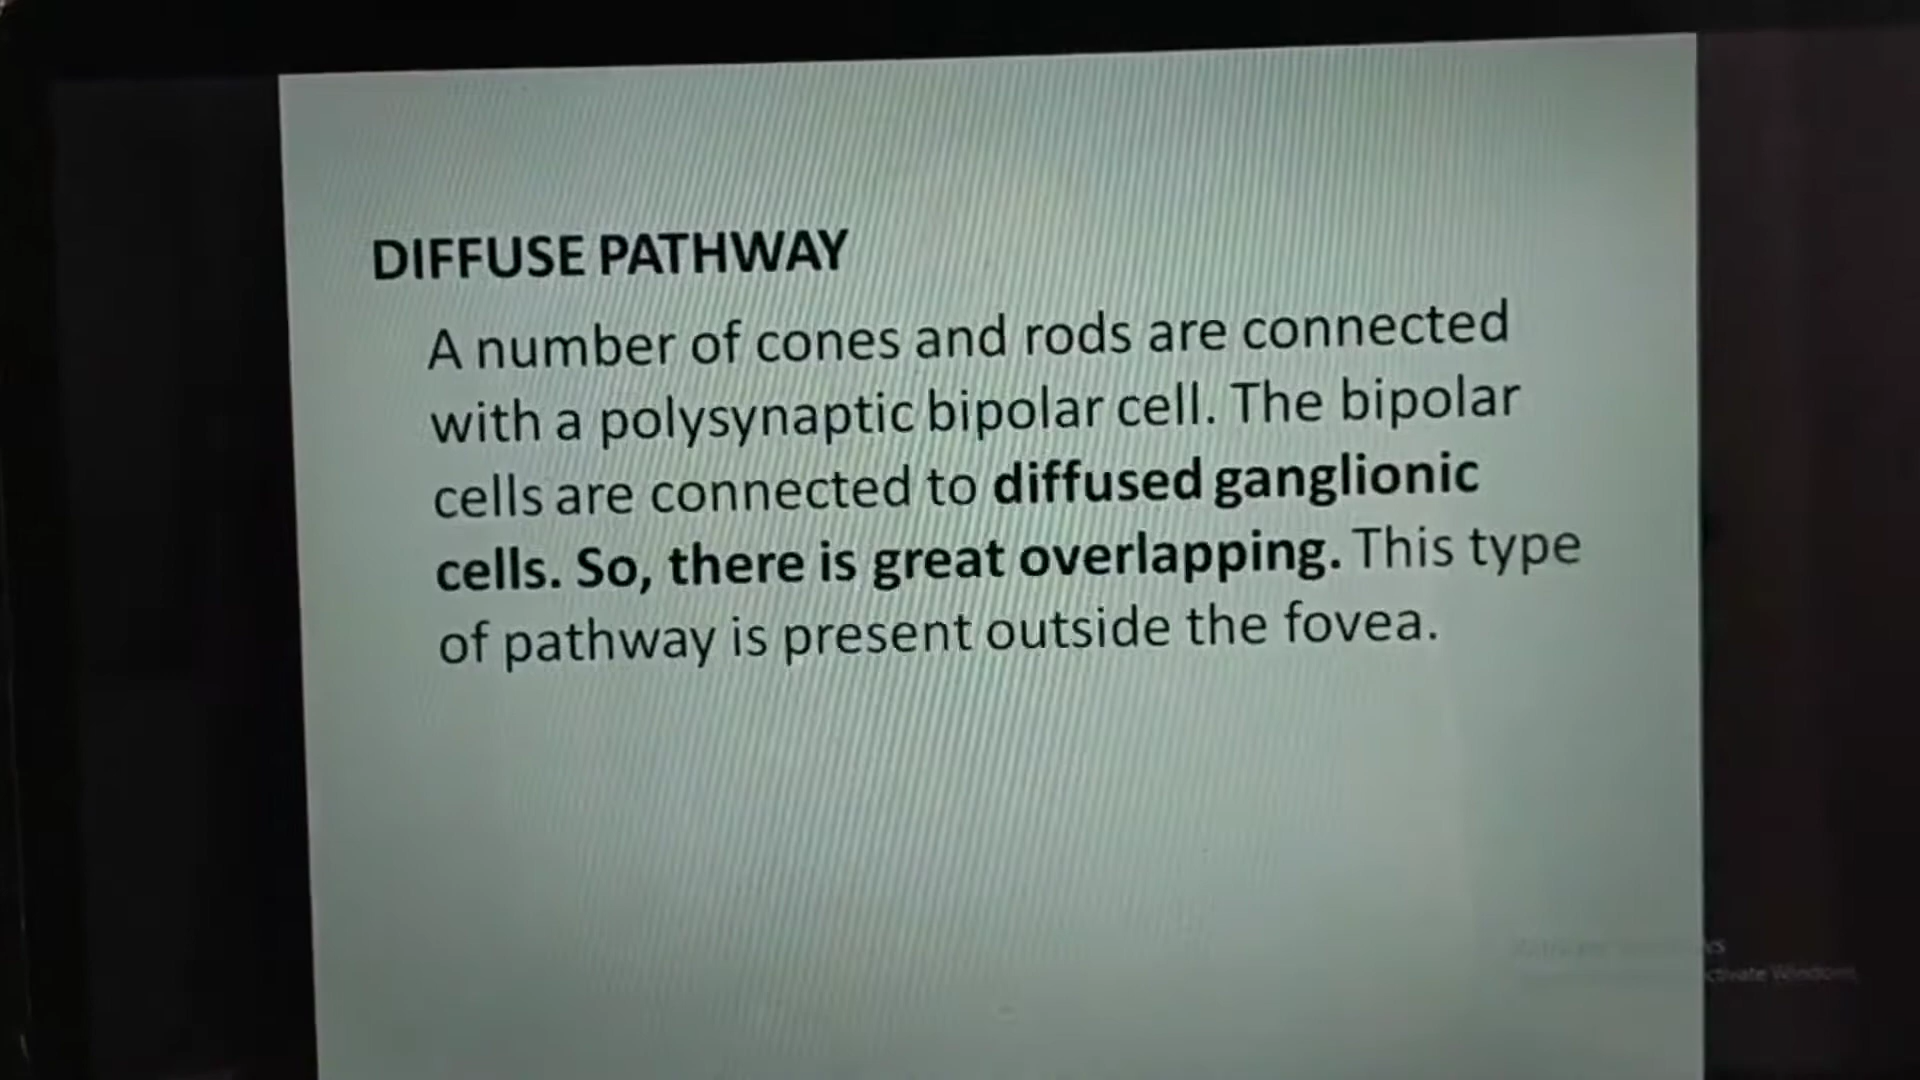 DIFFUSE PATHWAY
A number of cones and rods are connected
with a polysynaptic bipolar cell. The bipolar
cells are connected to diffused ganglionic
cells. So, there is great overlapping. This type
of pathway is present outside the fovea.